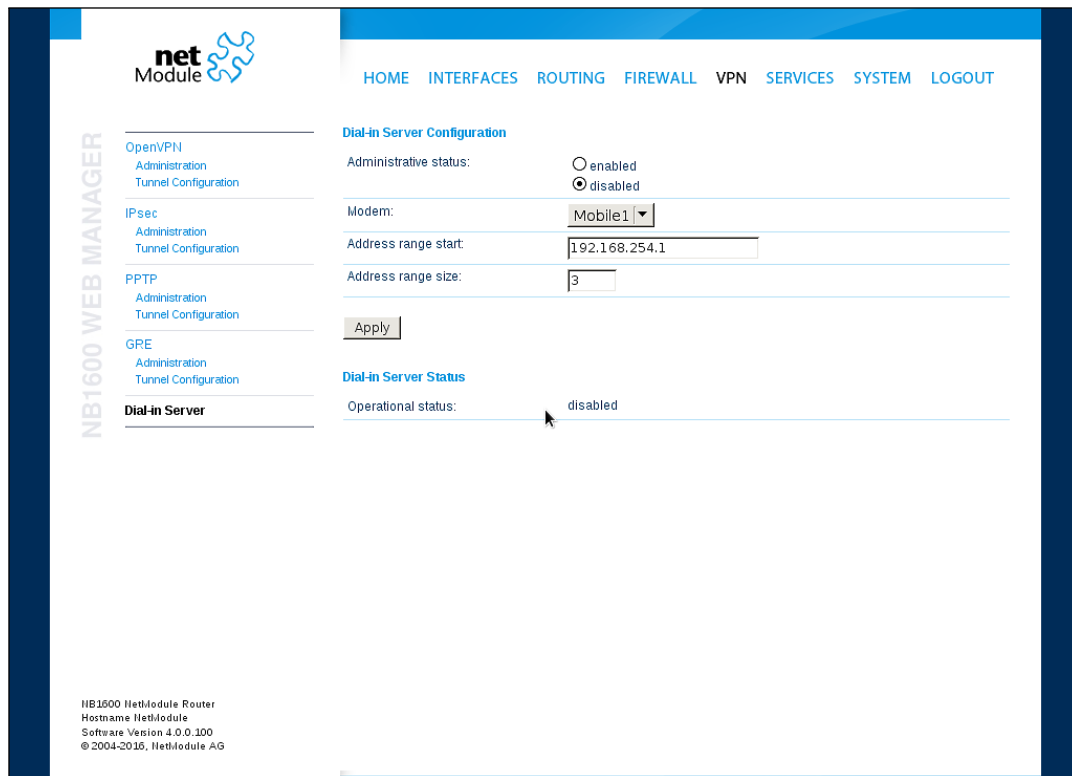 net
Module
HOME INTERFACES ROUTING FIREWALL VPN SERVICES SYSTEM LOGOUT
NB1600 WEB MANAGER
OpenVPN
Administration
Tunnel Configuration
IPsec
Administration
Tunnel Configuration
PPTP
Administration
Tunnel Configuration
GRE
Administration
Tunnel Configuration
Dial-in Server
Dial-in Server Configuration
Administrative status:
enabled
disabled
Modem: Mobile1
Address range start: 192.168.254.1
Address range size: 3
Apply
Dial-in Server Status
Operational status: disabled
NB1600 NetModule Router
Hostname NetModule
Software Version 4.0.0.100
© 2004-2016, NetModule AG